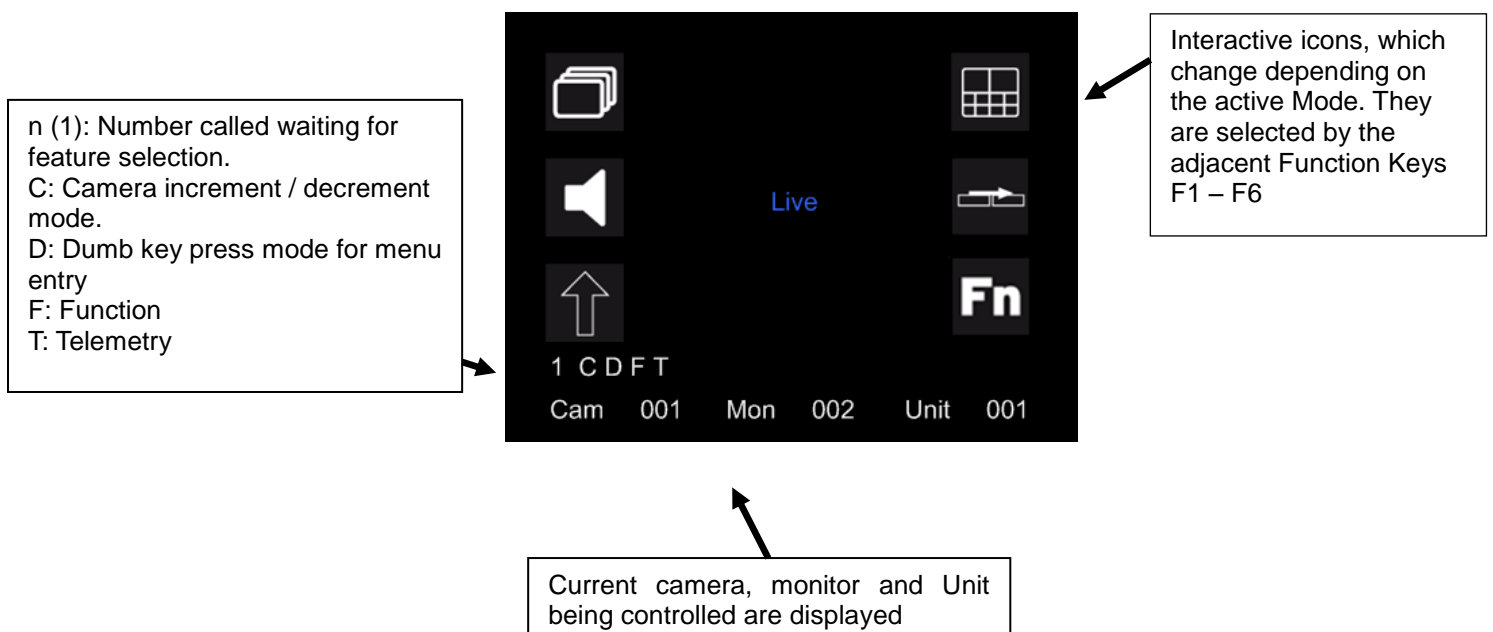 n (1): Number called waiting for
feature selection.
C: Camera increment / decrement
mode.
D: Dumb key press mode for menu
entry
F: Function
T: Telemetry
Live
Fn
1 C D F T
Cam 001 Mon 002 Unit 001
Interactive icons, which
change depending on
the active Mode. They
are selected by the
adjacent Function Keys
F1 – F6
Current camera, monitor and Unit
being controlled are displayed